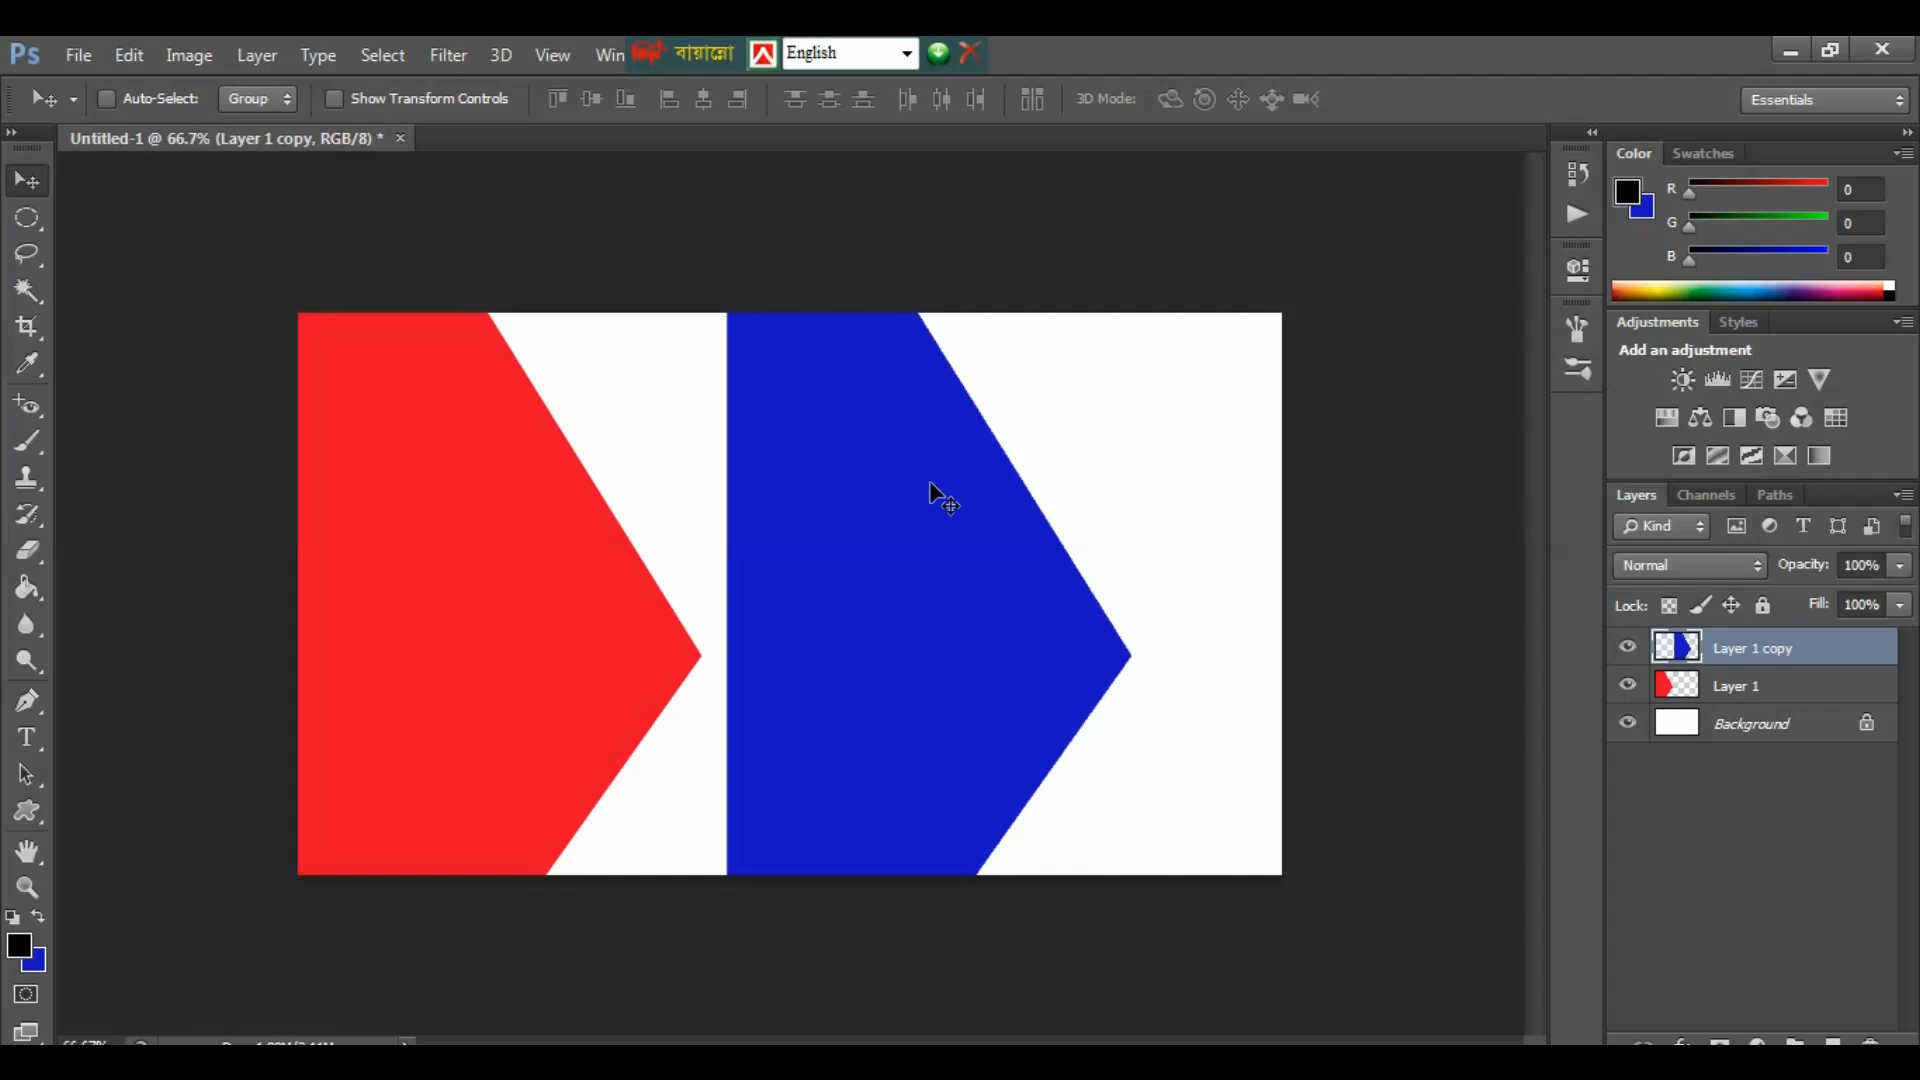 Ps File Edit Image Layer Type Select Filter 3D View Win বায়ান্নো English
Auto-Select: Group Show Transform Controls 3D Mode: Essentials
Untitled-1 @ 66.7% (Layer 1 copy, RGB/8) * ×
Color Swatches
R 0
G 0
B 0
Adjustments Styles
Add an adjustment
Layers Channels Paths
Kind
Normal Opacity: 100%
Lock: Fill: 100%
Layer 1 copy
Layer 1
Background